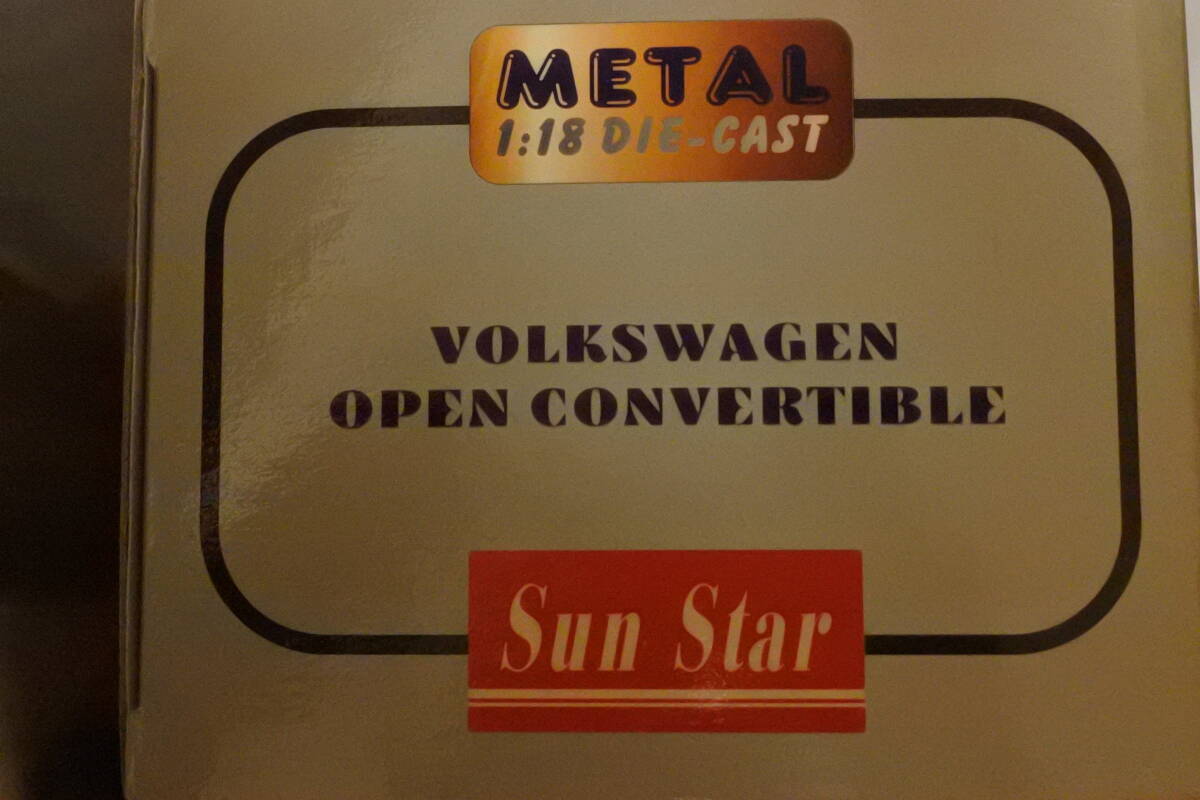 METAL
1:18 DIE-CAST
VOLKSWAGEN
OPEN CONVERTIBLE
Sun Star